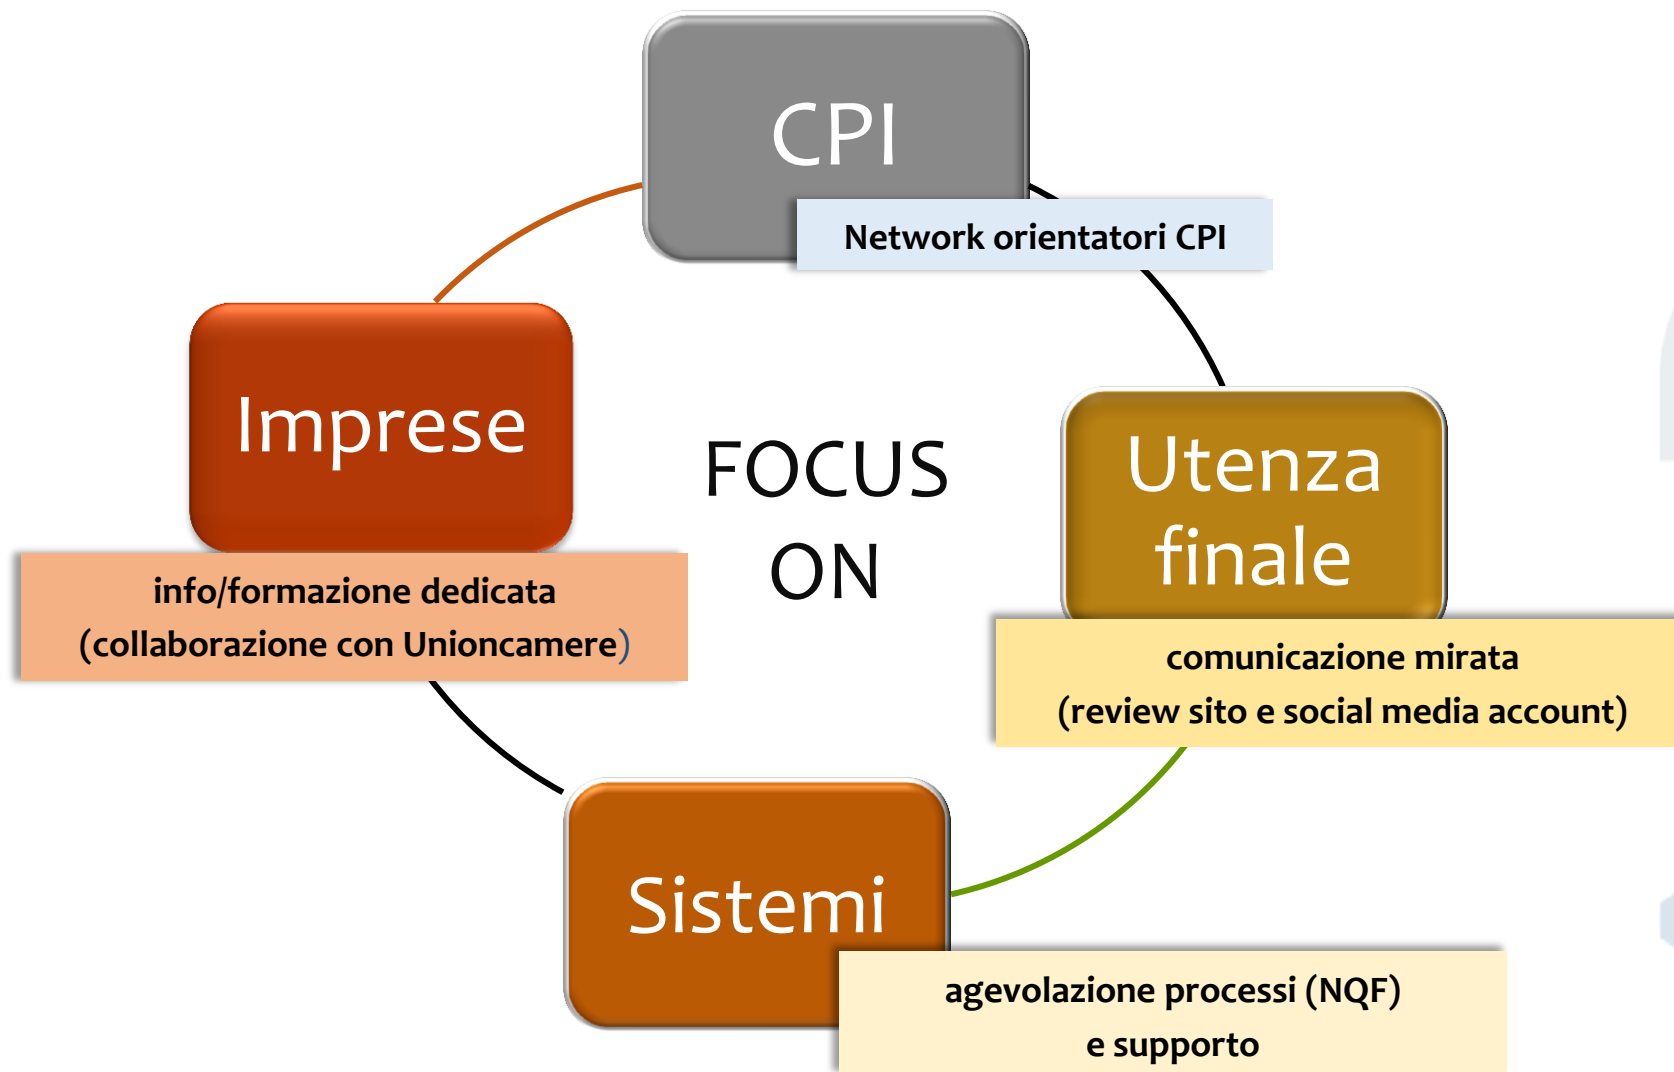 CPI
Network orientatori CPI
Imprese
info/formazione dedicata
(collaborazione con Unioncamere)
FOCUS
ON
Utenza
finale
comunicazione mirata
(review sito e social media account)
Sistemi
agevolazione processi (NQF)
e supporto